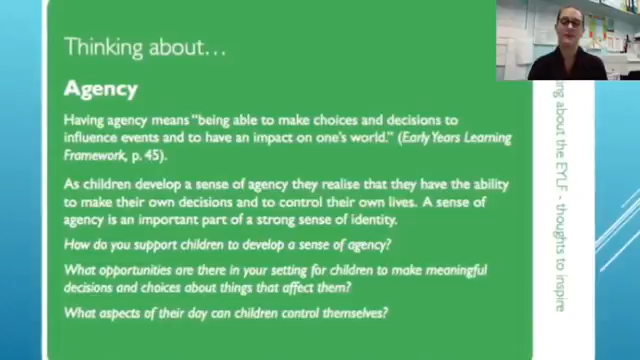 Thinking about...
Agency
Having agency means "being able to make choices and decisions to
influence events and to have an impact on one's world." (Early Years Learning
Framework, p. 45).
As children develop a sense of agency they realise that they have the ability
to make their own decisions and to control their own lives. A sense of
agency is an important part of a strong sense of identity.
How do you support children to develop a sense of agency?
What opportunities are there in your setting for children to make meaningful
decisions and choices about things that affect them?
What aspects of their day can children control themselves?
about the EYLF - thoughts to inspire